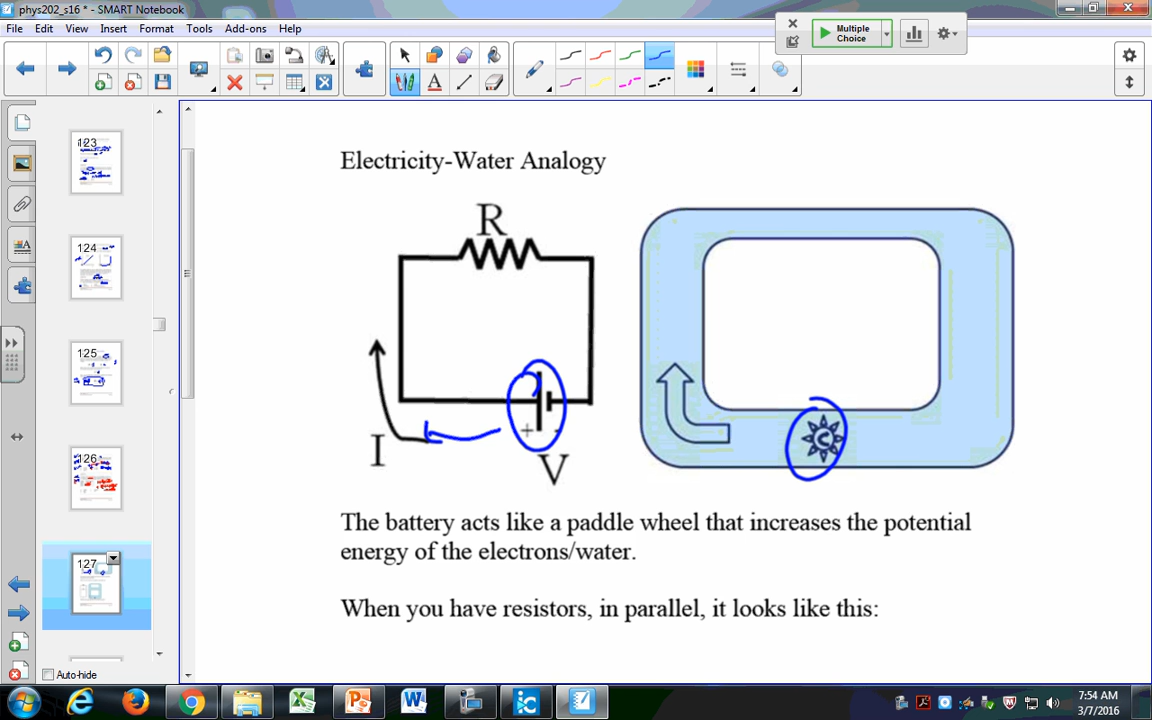 phys202_s16 * - SMART Notebook
File Edit View Insert Format Tools Add-ons Help
Multiple
Choice
123
124
125
126
127
Auto-hide
Electricity-Water Analogy
R
I
+ -
V
The battery acts like a paddle wheel that increases the potential
energy of the electrons/water.
When you have resistors, in parallel, it looks like this:
7:54 AM
3/7/2016